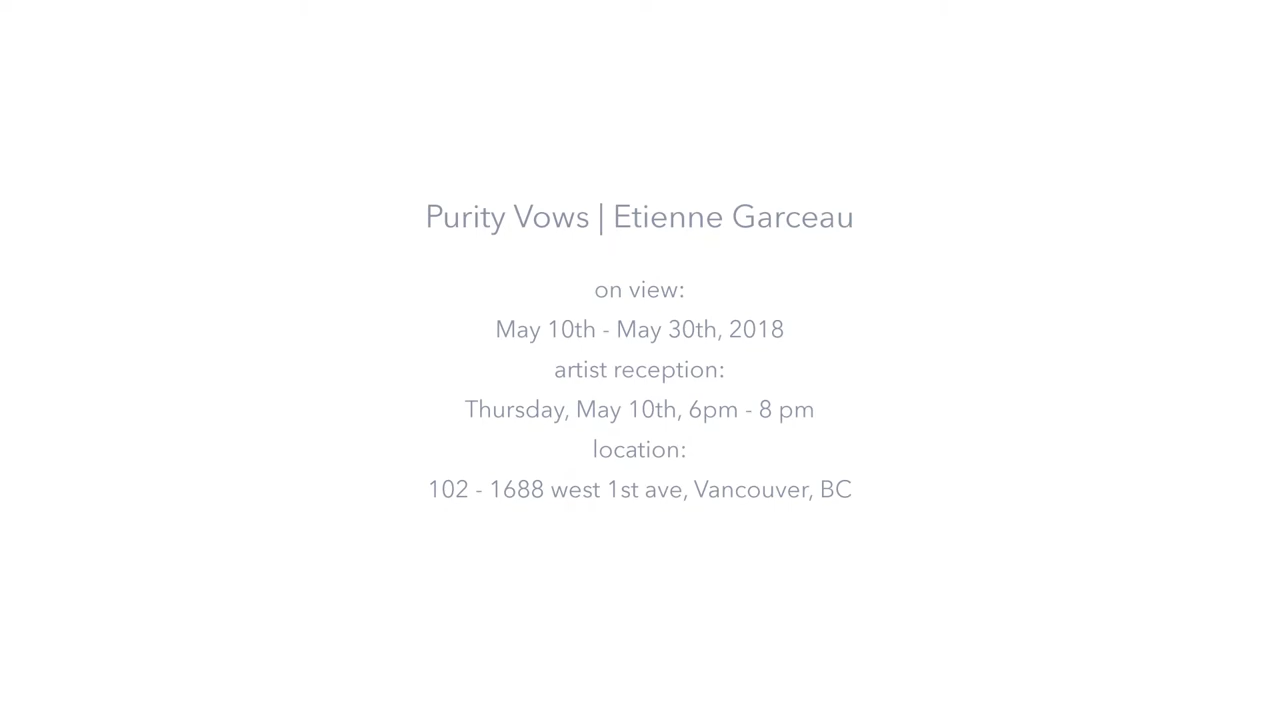 Purity Vows | Etienne Garceau
on view:
May 10th - May 30th, 2018
artist reception:
Thursday, May 10th, 6pm - 8 pm
location:
102 - 1688 west 1st ave, Vancouver, BC